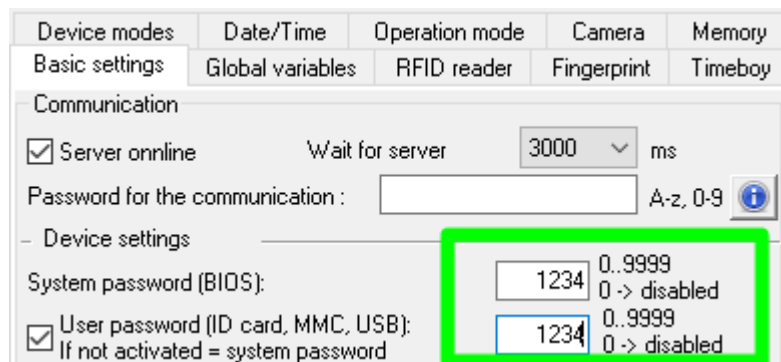 Device modes Date/Time Operation mode Camera Memory
Basic settings Global variables RFID reader Fingerprint Timeboy
Communication
Server onnline Wait for server 3000 ms
Password for the communication : A-z, 0-9
Device settings
System password (BIOS): 1234 0..9999
0 -> disabled
User password (ID card, MMC, USB): 1234 0..9999
If not activated = system password 0 -> disabled